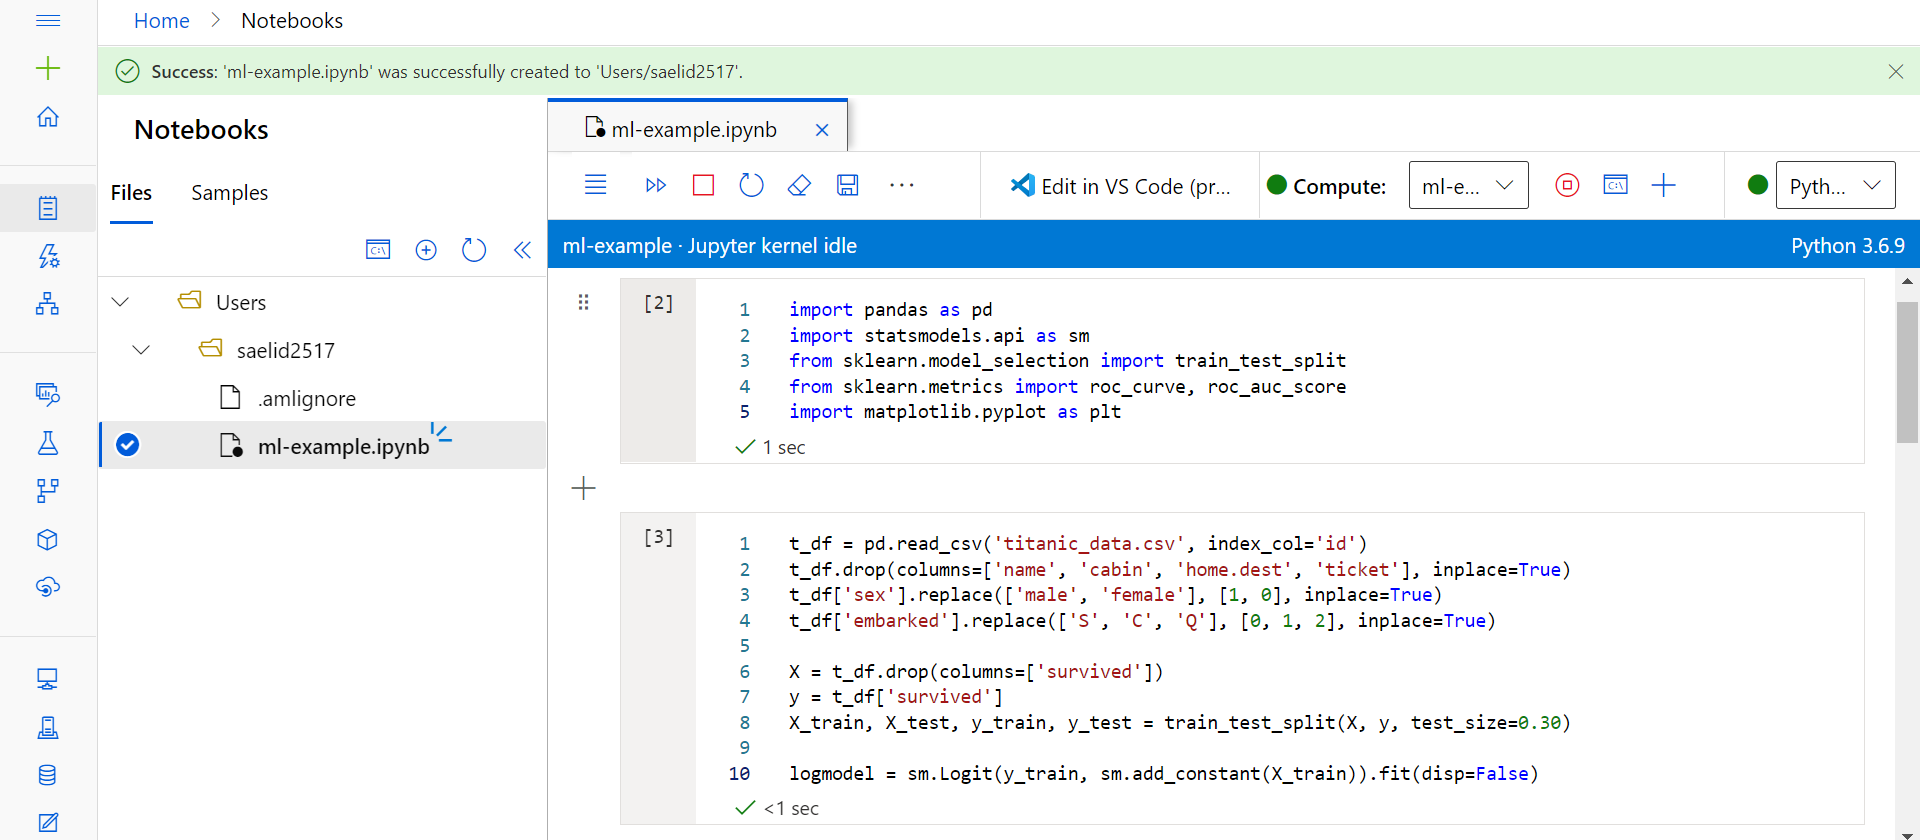 Home > Notebooks
Success: 'ml-example.ipynb' was successfully created to 'Users/saelid2517'.
Notebooks
Files Samples
C:\
Users
saelid2517
.amlignore
ml-example.ipynb
ml-example.ipynb
Edit in VS Code (pr... Compute: ml-e... C:\ Pyth...
ml-example · Jupyter kernel idle Python 3.6.9
[2]
1 import pandas as pd
2 import statsmodels.api as sm
3 from sklearn.model_selection import train_test_split
4 from sklearn.metrics import roc_curve, roc_auc_score
5 import matplotlib.pyplot as plt
1 sec
[3]
1 t_df = pd.read_csv('titanic_data.csv', index_col='id')
2 t_df.drop(columns=['name', 'cabin', 'home.dest', 'ticket'], inplace=True)
3 t_df['sex'].replace(['male', 'female'], [1, 0], inplace=True)
4 t_df['embarked'].replace(['S', 'C', 'Q'], [0, 1, 2], inplace=True)
5
6 X = t_df.drop(columns=['survived'])
7 y = t_df['survived']
8 X_train, X_test, y_train, y_test = train_test_split(X, y, test_size=0.30)
9
10 logmodel = sm.Logit(y_train, sm.add_constant(X_train)).fit(disp=False)
<1 sec